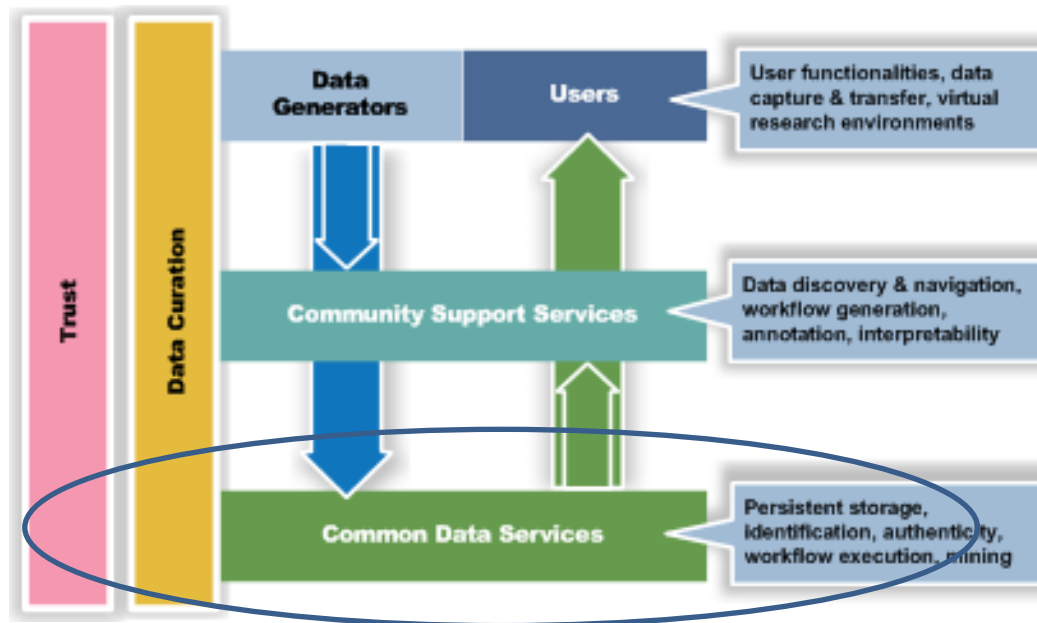 Trust
Data Curation
Data
Generators
Users
User functionalities, data
capture & transfer, virtual
research environments
Community Support Services
Data discovery & navigation,
workflow generation,
annotation, interpretability
Common Data Services
Persistent storage,
identification, authenticity,
workflow execution, mining